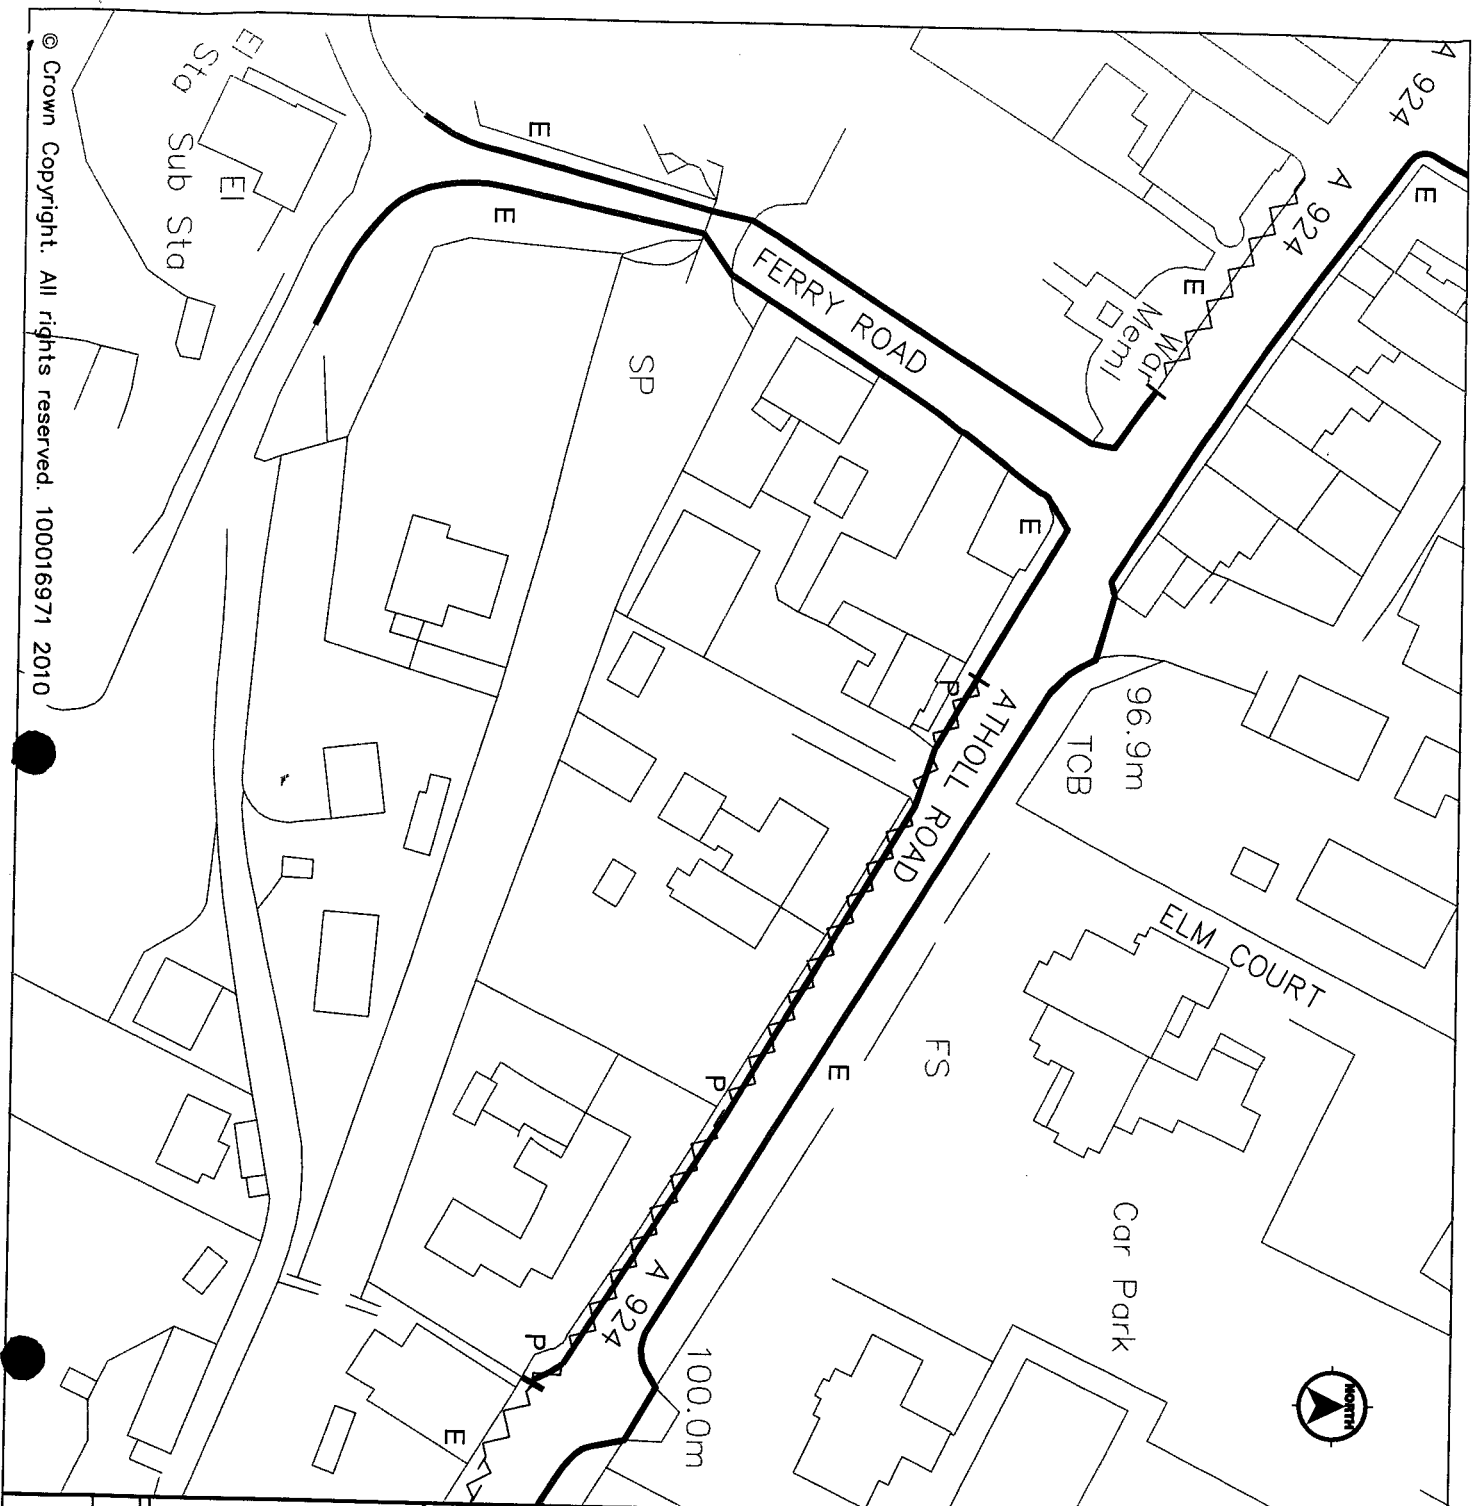 A 924
A 924
E
E
E
E
El
Sta
El
Sub Sta
FERRY ROAD
War
Meml
SP
E
P
ATHOLL ROAD
96.9m
TCB
ELM COURT
FS
E
P
Car Park
A 924
P
100.0m
E
NORTH
© Crown Copyright. All rights reserved. 100016971 2010